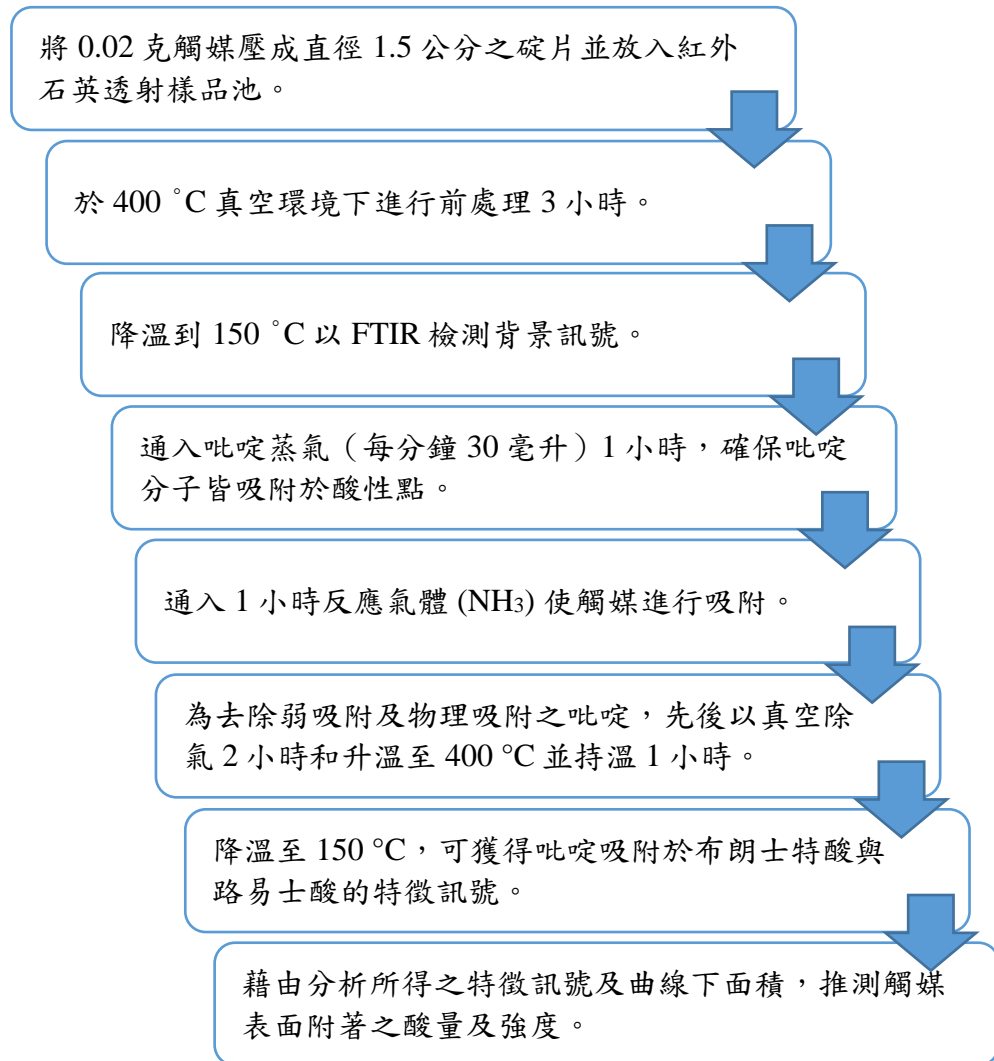 將 0.02 克觸媒壓成直徑 1.5 公分之碇片並放入紅外
石英透射樣品池。
於 400 ˚C 真空環境下進行前處理 3 小時。
降溫到 150 ˚C 以 FTIR 檢測背景訊號。
通入吡啶蒸氣（每分鐘 30 毫升）1 小時，確保吡啶
分子皆吸附於酸性點。
通入 1 小時反應氣體 (NH₃) 使觸媒進行吸附。
為去除弱吸附及物理吸附之吡啶，先後以真空除
氣 2 小時和升溫至 400 °C 並持溫 1 小時。
降溫至 150 °C，可獲得吡啶吸附於布朗士特酸與
路易士酸的特徵訊號。
藉由分析所得之特徵訊號及曲線下面積，推測觸媒
表面附著之酸量及強度。